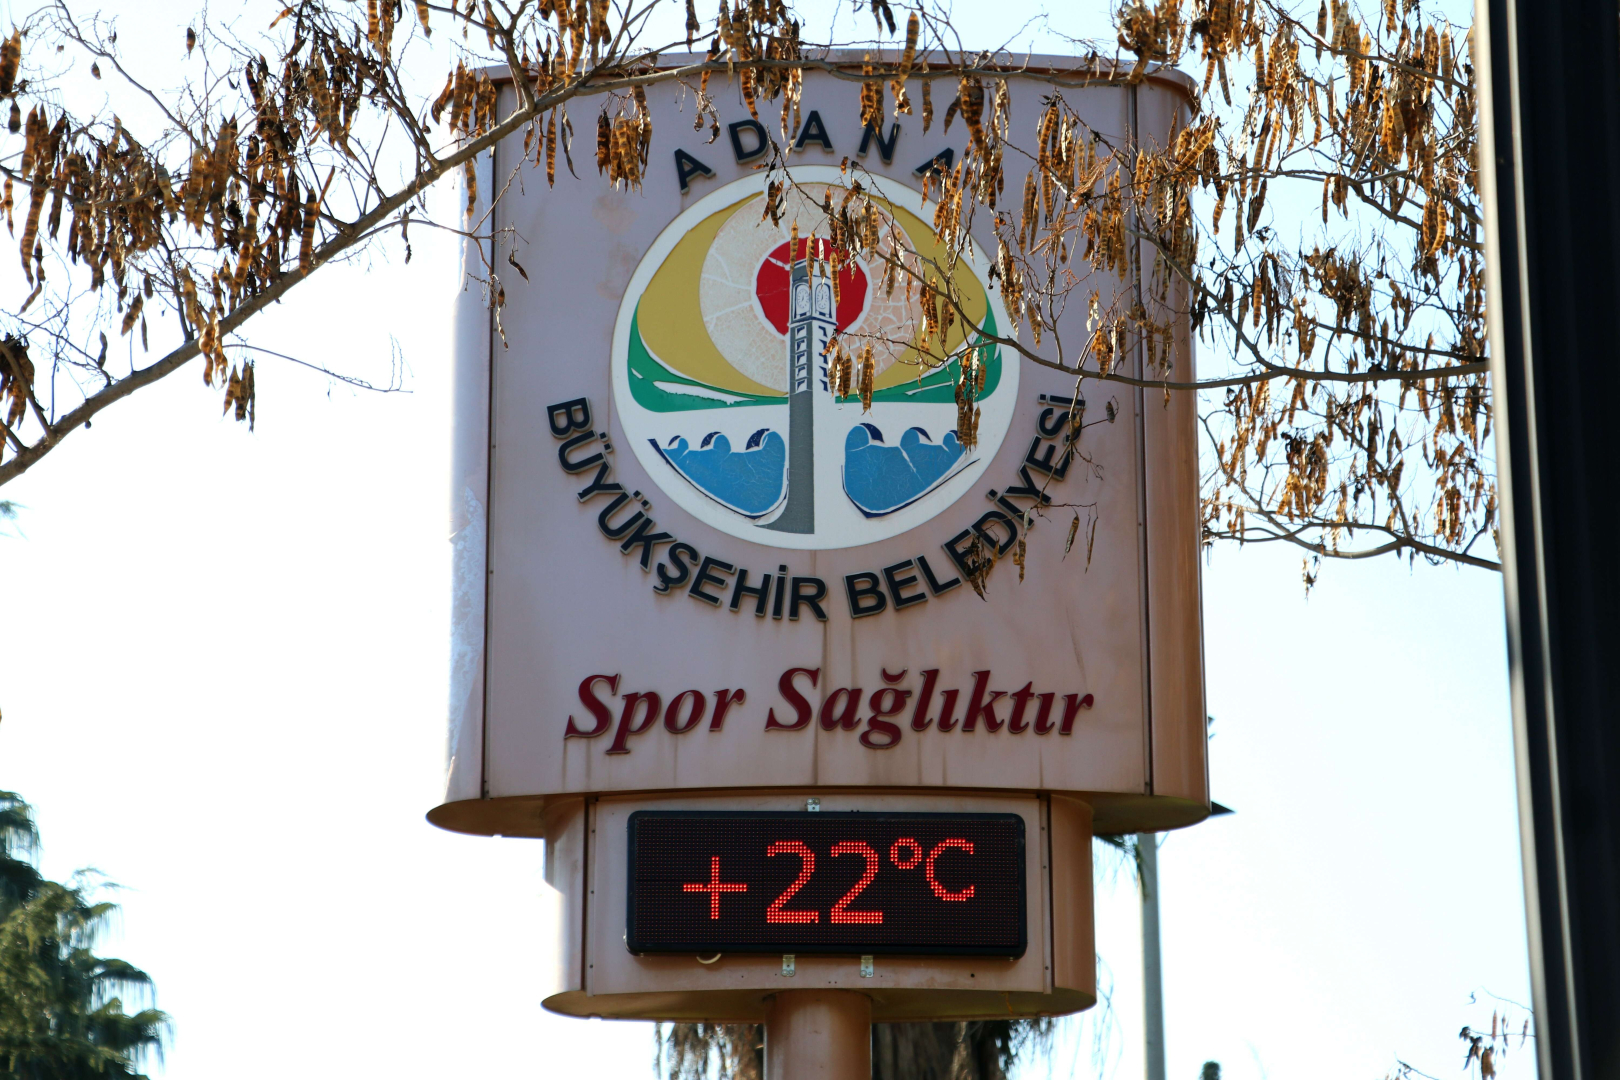 ADANA
BÜYÜKŞEHİR BELEDİYESİ
Spor Sağlıktır
+22°C